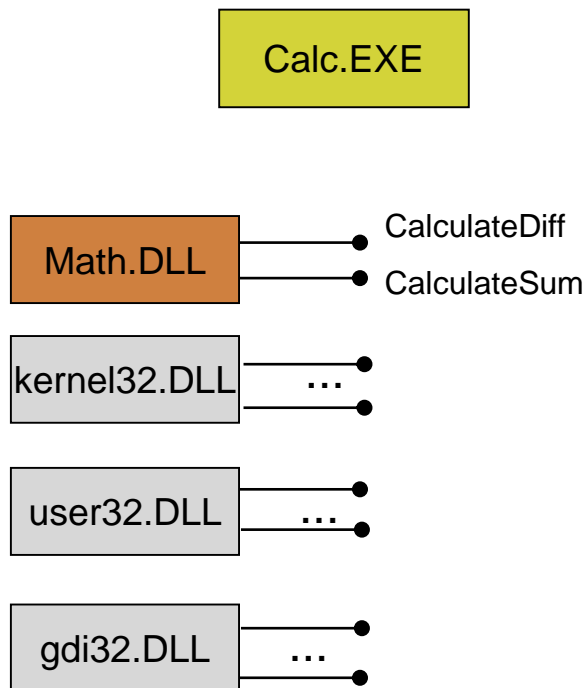 Calc.EXE
Math.DLL
CalculateDiff
CalculateSum
kernel32.DLL
...
user32.DLL
...
gdi32.DLL
...